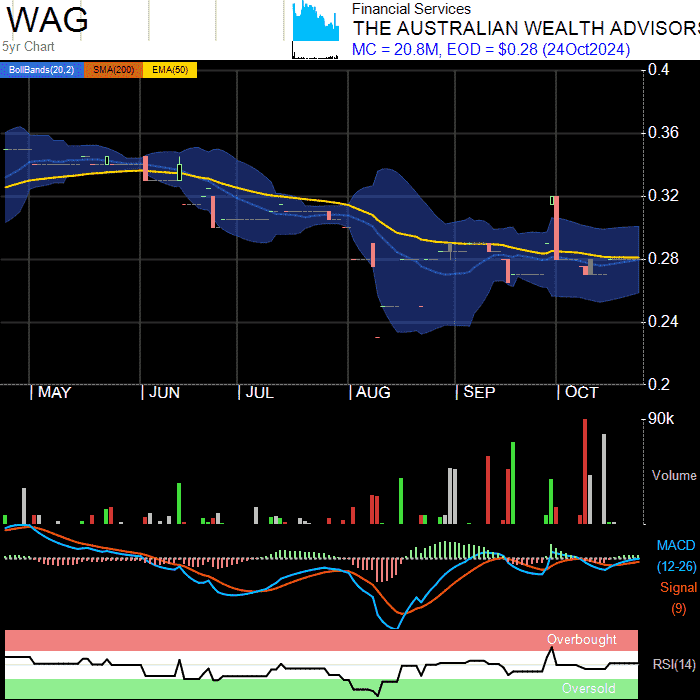 WAG
Financial Services
THE AUSTRALIAN WEALTH ADVISORS
5yr Chart
MC = 20.8M, EOD = $0.28 (24Oct2024)
BollBands(20,2) SMA(200) EMA(50)
0.4
0.36
0.32
0.28
0.24
0.2
MAY JUN JUL AUG SEP OCT
90k
Volume
MACD
(12-26)
Signal
(9)
Overbought
RSI(14)
Oversold